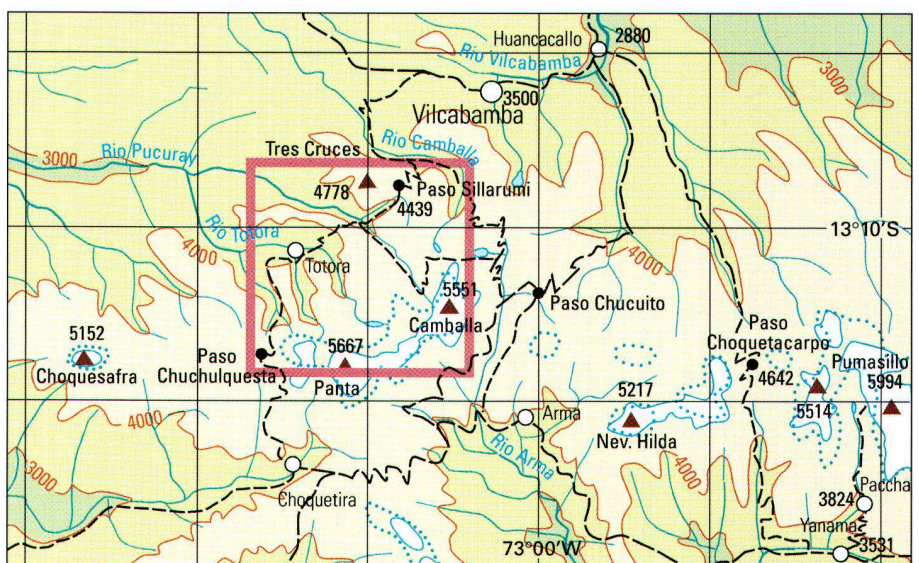 Huancacallo
2880
Rio Vilcabamba
3000
3500
Vilcabamba
Rio Camballa
3000
Rio Pucuray
Tres Cruces
4778
Paso Sillarumi
4439
13°10'S
Rio Totora
4000
Totora
4000
5551
Camballa
Paso Chucuito
5152
Choquesafra
Paso
Chuchulquesta
5667
Panta
Paso
Choquetacarpo
4642
Pumasillo
5994
5514
5217
Nev. Hilda
Arma
Rio Arma
4000
4000
3000
Choquetira
Paccha
3824
Yanama
3531
73°00'W